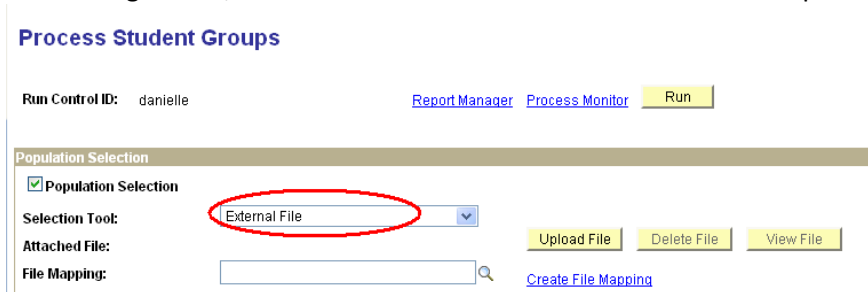 Process Student Groups
Run Control ID: danielle Report Manager Process Monitor Run
Population Selection
Population Selection
Selection Tool: External File
Attached File: Upload File Delete File View File
File Mapping: Create File Mapping